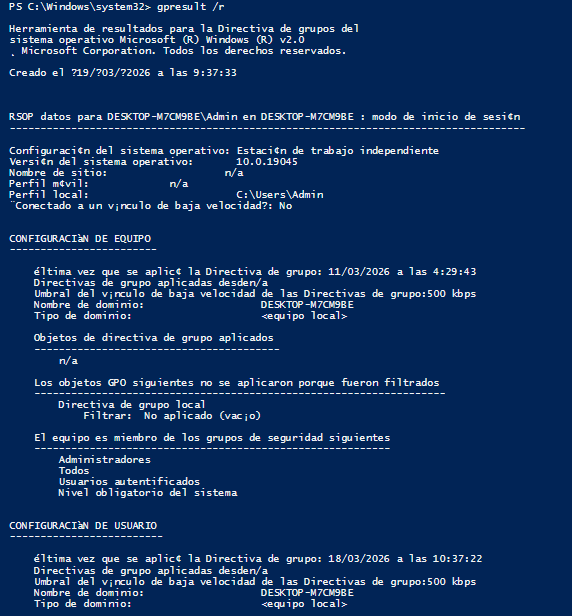 PS C:\Windows\system32> gpresult /r
Herramienta de resultados para la Directiva de grupos del
sistema operativo Microsoft (R) Windows (R) v2.0
¸ Microsoft Corporation. Todos los derechos reservados.
Creado el ?19/?03/?2026 a las 9:37:33
RSOP datos para DESKTOP-M7CM9BE\Admin en DESKTOP-M7CM9BE : modo de inicio de sesi¢n
-------------------------------------------------------------------------------------
Configuraci¢n del sistema operativo: Estaci¢n de trabajo independiente
Versi¢n del sistema operativo: 10.0.19045
Nombre de sitio: n/a
Perfil m¢vil: n/a
Perfil local: C:\Users\Admin
¨Conectado a un v¡nculo de baja velocidad?: No
CONFIGURACIàN DE EQUIPO
------------------------
éltima vez que se aplic¢ la Directiva de grupo: 11/03/2026 a las 4:29:43
Directivas de grupo aplicadas desden/a
Umbral del v¡nculo de baja velocidad de las Directivas de grupo:500 kbps
Nombre de dominio: DESKTOP-M7CM9BE
Tipo de dominio: <equipo local>
Objetos de directiva de grupo aplicados
----------------------------------------
n/a
Los objetos GPO siguientes no se aplicaron porque fueron filtrados
-------------------------------------------------------------------
Directiva de grupo local
Filtrar: No aplicado (vac¡o)
El equipo es miembro de los grupos de seguridad siguientes
----------------------------------------------------------
Administradores
Todos
Usuarios autentificados
Nivel obligatorio del sistema
CONFIGURACIàN DE USUARIO
-------------------------
éltima vez que se aplic¢ la Directiva de grupo: 18/03/2026 a las 10:37:22
Directivas de grupo aplicadas desden/a
Umbral del v¡nculo de baja velocidad de las Directivas de grupo:500 kbps
Nombre de dominio: DESKTOP-M7CM9BE
Tipo de dominio: <equipo local>